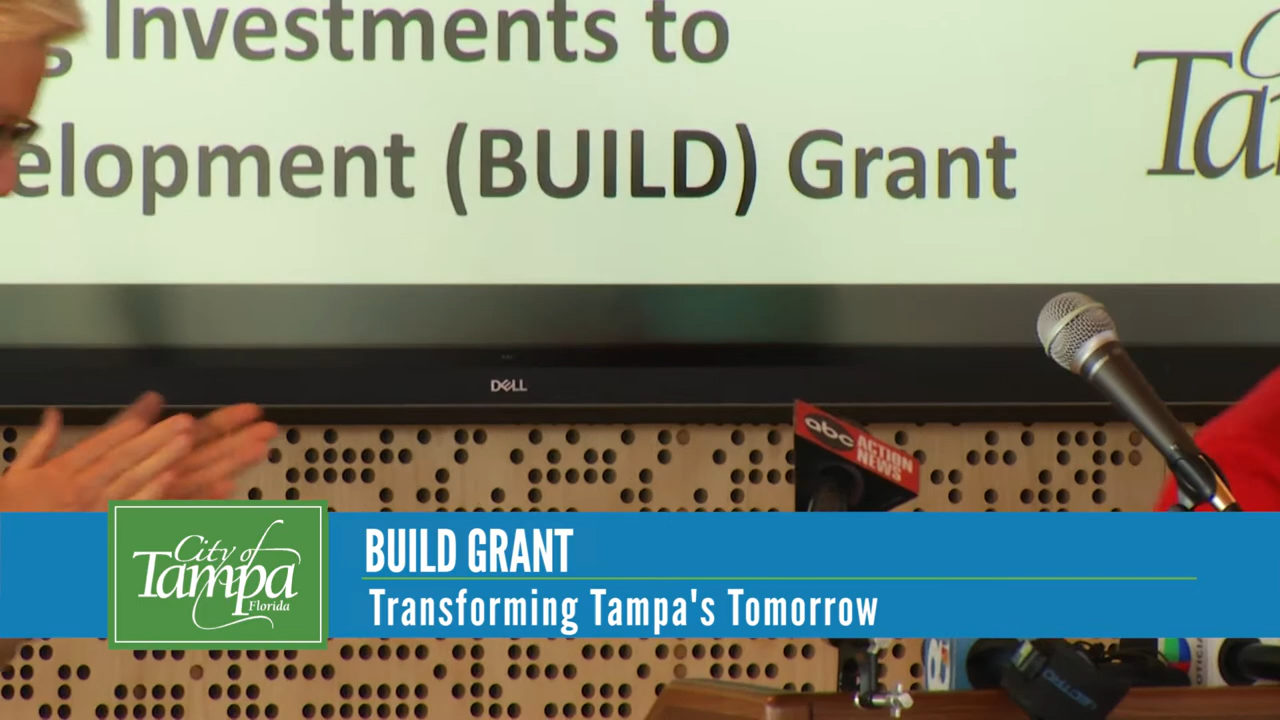 Investments to
elopment (BUILD) Grant
Ta
DELL
abc
ACTION
NEWS
City of
Tampa
Florida
BUILD GRANT
Transforming Tampa's Tomorrow
8